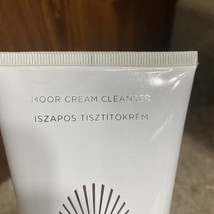 MOOR CREAM CLEANSER
ISZAPOS TISZTÍTÓKRÉM